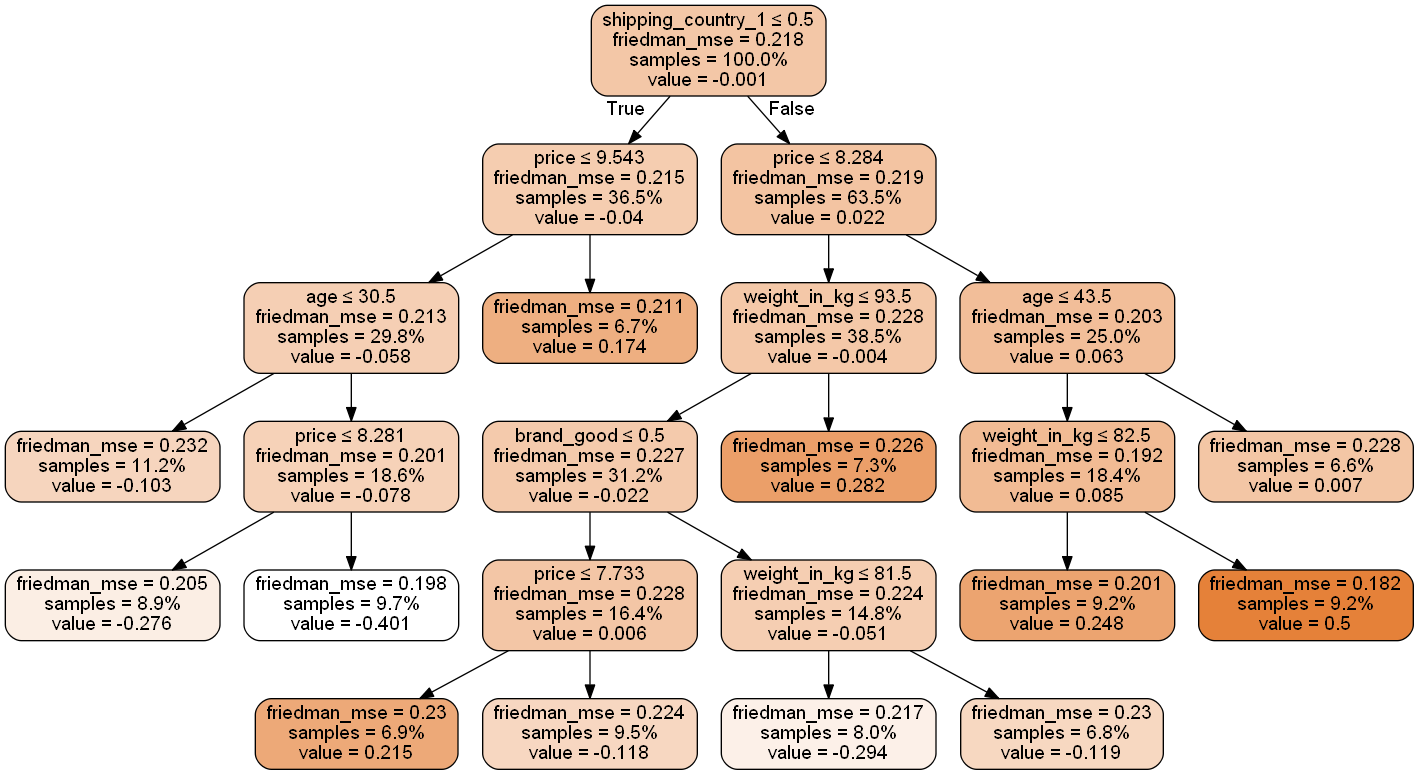 shipping_country_1 ≤ 0.5
friedman_mse = 0.218
samples = 100.0%
value = -0.001
True
False
price ≤ 9.543
friedman_mse = 0.215
samples = 36.5%
value = -0.04
price ≤ 8.284
friedman_mse = 0.219
samples = 63.5%
value = 0.022
age ≤ 30.5
friedman_mse = 0.213
samples = 29.8%
value = -0.058
friedman_mse = 0.211
samples = 6.7%
value = 0.174
weight_in_kg ≤ 93.5
friedman_mse = 0.228
samples = 38.5%
value = -0.004
age ≤ 43.5
friedman_mse = 0.203
samples = 25.0%
value = 0.063
friedman_mse = 0.232
samples = 11.2%
value = -0.103
price ≤ 8.281
friedman_mse = 0.201
samples = 18.6%
value = -0.078
brand_good ≤ 0.5
friedman_mse = 0.227
samples = 31.2%
value = -0.022
friedman_mse = 0.226
samples = 7.3%
value = 0.282
weight_in_kg ≤ 82.5
friedman_mse = 0.192
samples = 18.4%
value = 0.085
friedman_mse = 0.228
samples = 6.6%
value = 0.007
friedman_mse = 0.205
samples = 8.9%
value = -0.276
friedman_mse = 0.198
samples = 9.7%
value = -0.401
price ≤ 7.733
friedman_mse = 0.228
samples = 16.4%
value = 0.006
weight_in_kg ≤ 81.5
friedman_mse = 0.224
samples = 14.8%
value = -0.051
friedman_mse = 0.201
samples = 9.2%
value = 0.248
friedman_mse = 0.182
samples = 9.2%
value = 0.5
friedman_mse = 0.23
samples = 6.9%
value = 0.215
friedman_mse = 0.224
samples = 9.5%
value = -0.118
friedman_mse = 0.217
samples = 8.0%
value = -0.294
friedman_mse = 0.23
samples = 6.8%
value = -0.119